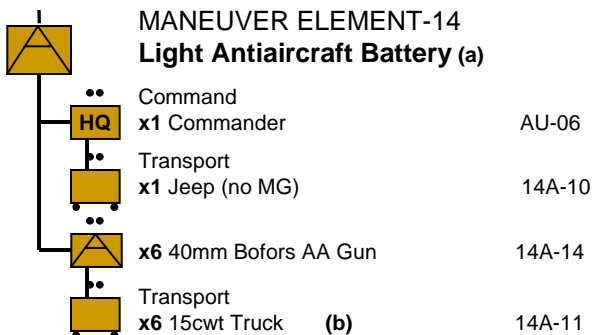 MANEUVER ELEMENT-14
Light Antiaircraft Battery (a)
Command
HQ x1 Commander AU-06
Transport
x1 Jeep (no MG) 14A-10
x6 40mm Bofors AA Gun 14A-14
Transport
x6 15cwt Truck (b) 14A-11